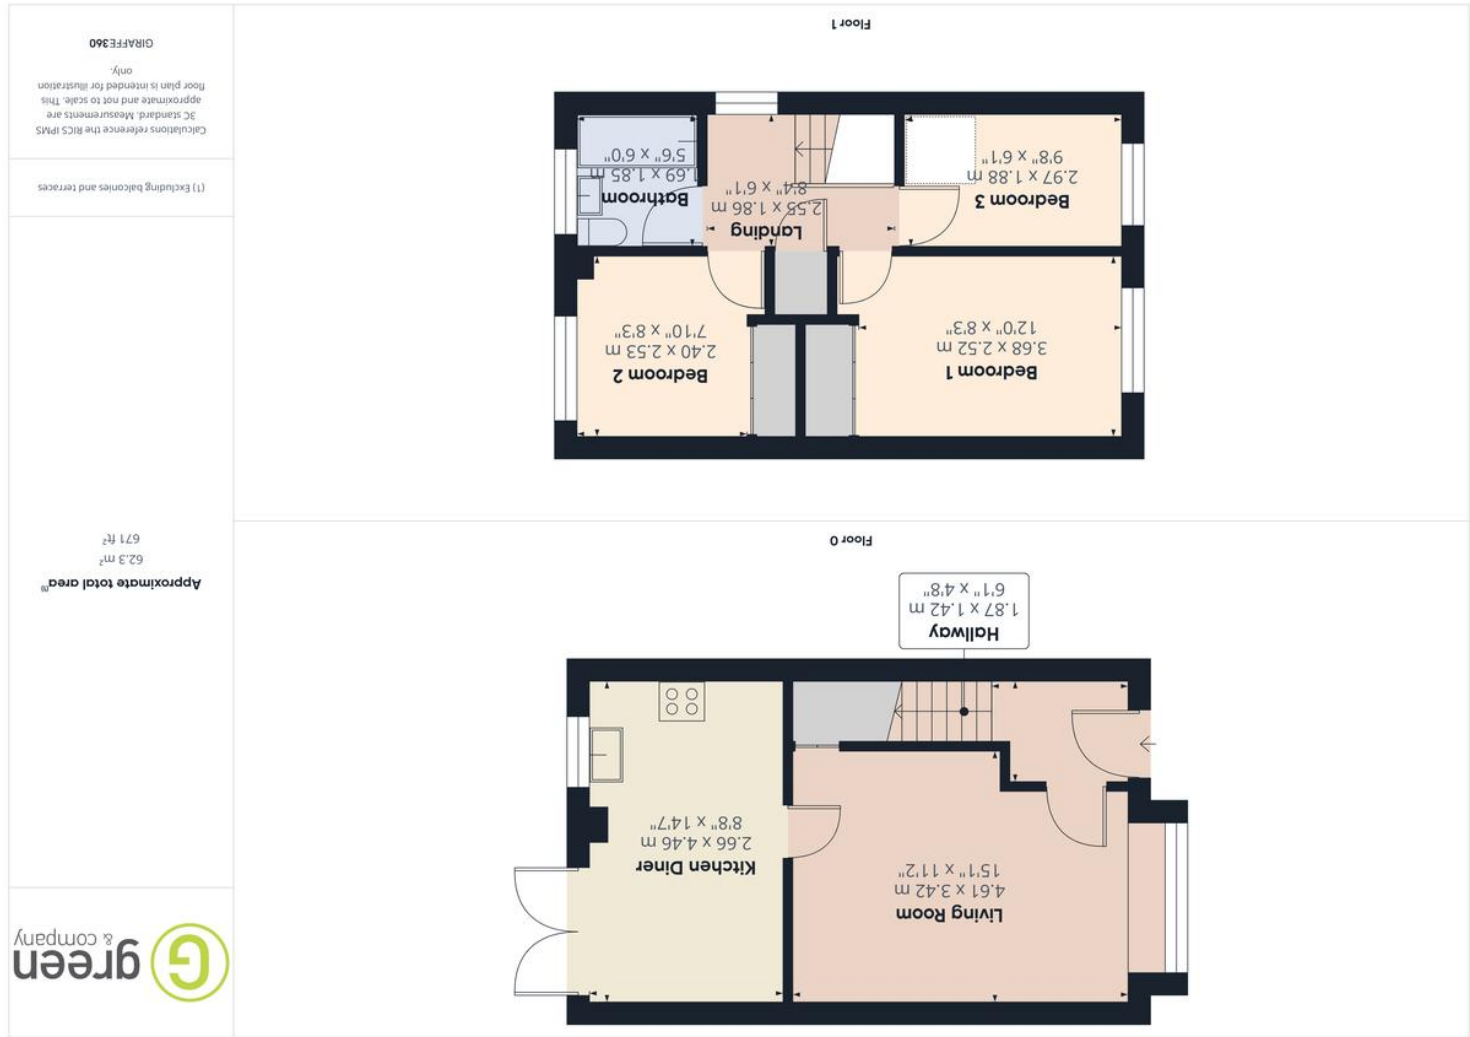 green
& company
Living Room
4.61 x 3.42 m
15'1" x 11'2"
Kitchen Diner
2.66 x 4.46 m
8'8" x 14'7"
Hallway
1.87 x 1.42 m
6'1" x 4'8"
Floor 0
Approximate total area(1)
62.3 m²
671 ft²
Bedroom 1
3.68 x 2.52 m
12'0" x 8'3"
Bedroom 2
2.40 x 2.53 m
7'10" x 8'3"
Landing
2.55 x 1.86 m
8'4" x 6'1"
Bedroom 3
2.97 x 1.88 m
9'8" x 6'1"
Bathroom
1.69 x 1.85 m
5'6" x 6'0"
Floor 1
(1) Excluding balconies and terraces
Calculations reference the RICS IPMS
3C standard. Measurements are
approximate and not to scale. This
floor plan is intended for illustration
only.
GIRAFFE360